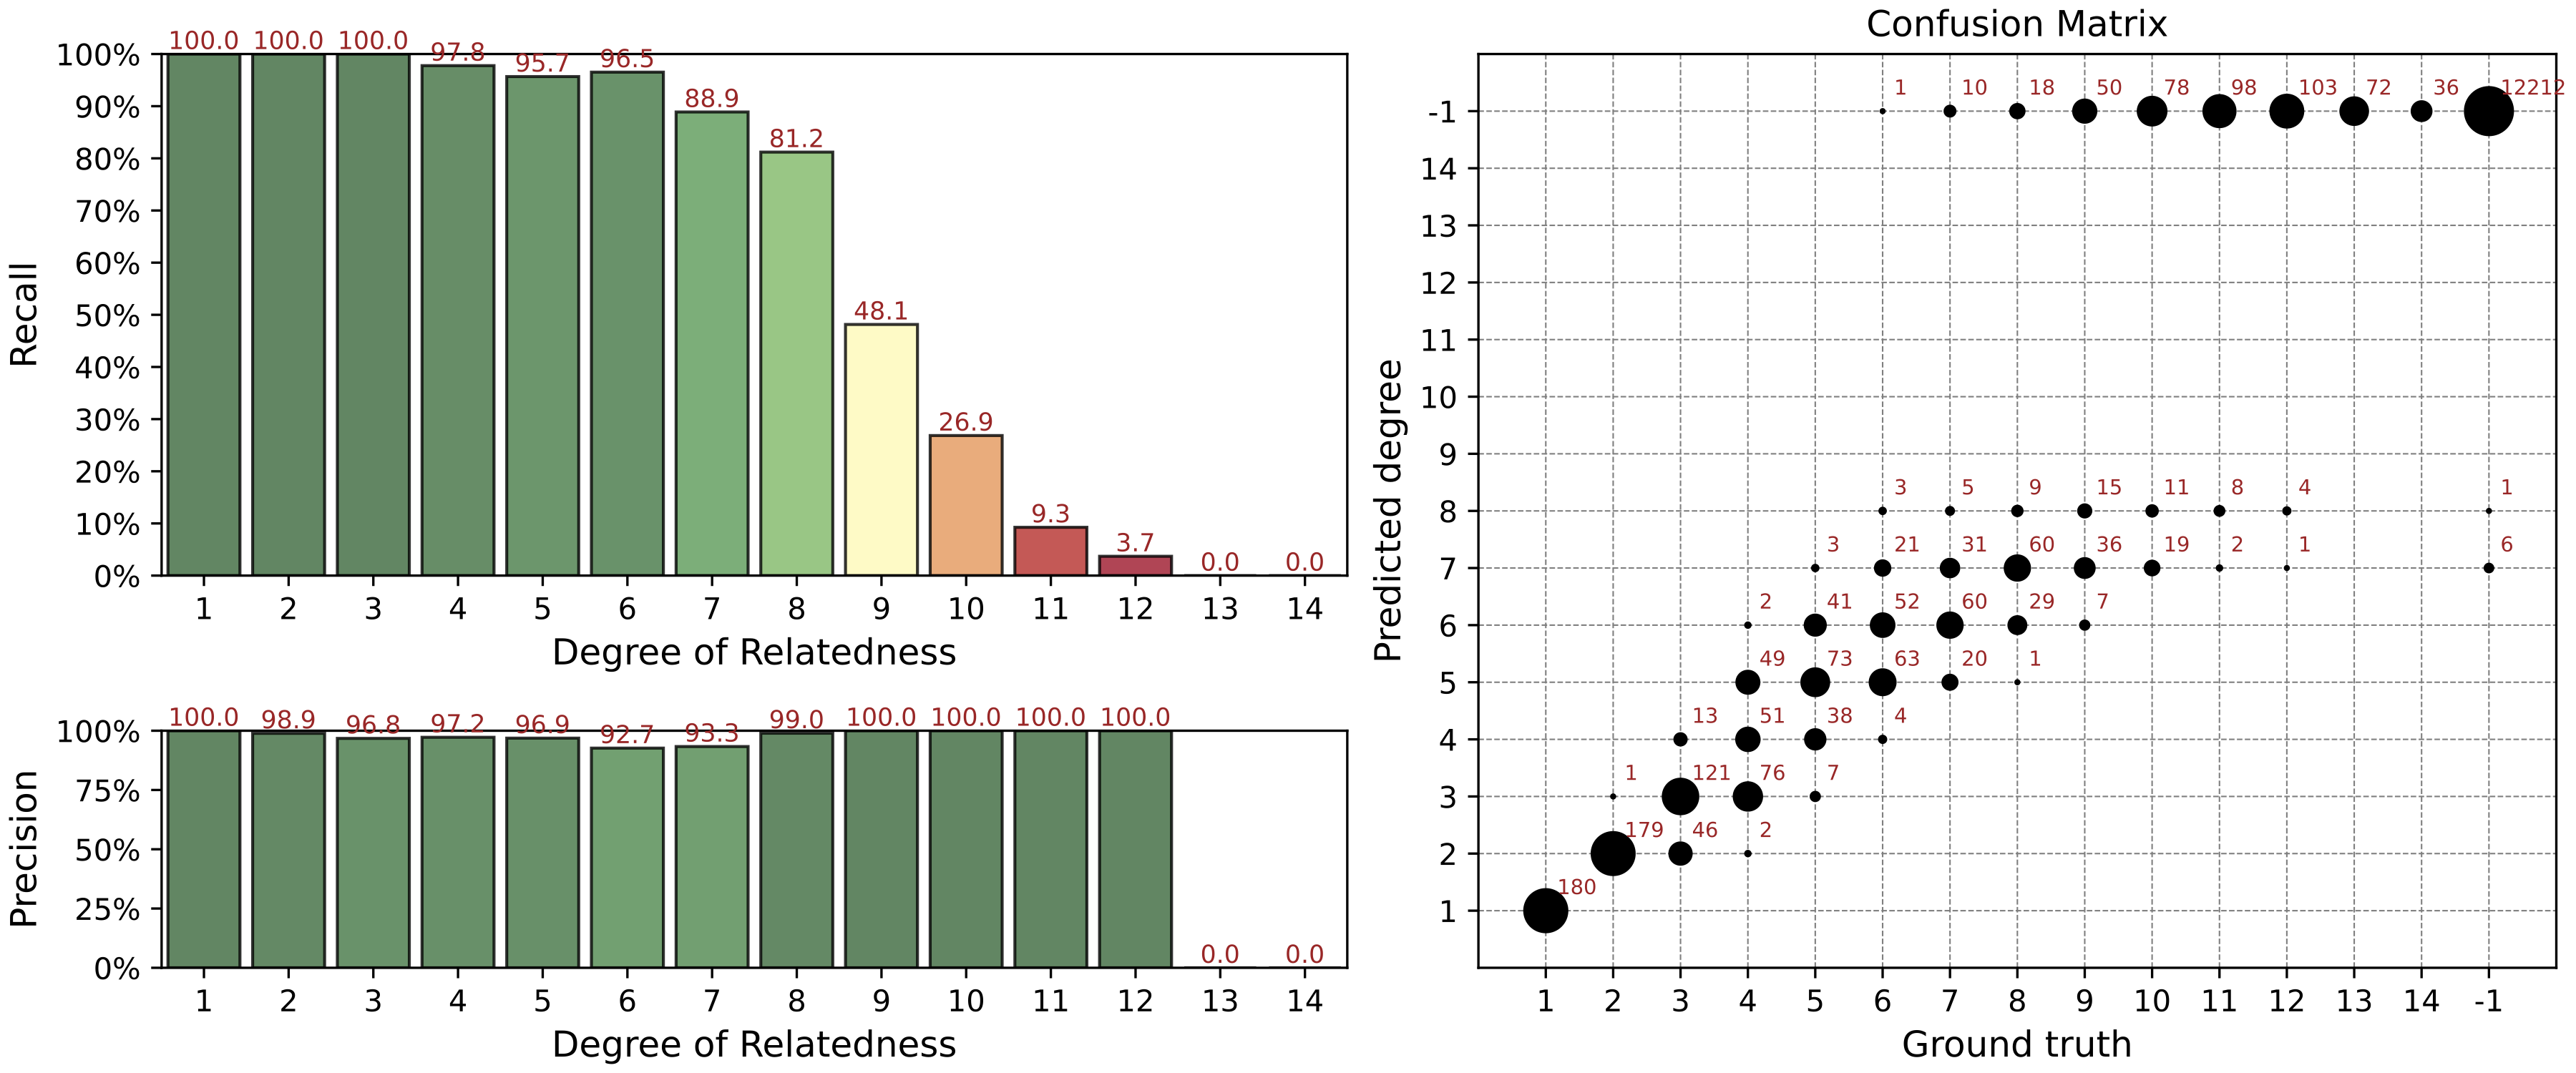 100.0 100.0 100.0 97.8 95.7 96.5 88.9 81.2 48.1 26.9 9.3 3.7 0.0 0.0
100%
90%
80%
70%
60%
50%
40%
30%
20%
10%
0%
Recall
1 2 3 4 5 6 7 8 9 10 11 12 13 14
Degree of Relatedness
100.0 98.9 96.8 97.2 96.9 92.7 93.3 99.0 100.0 100.0 100.0 100.0 0.0 0.0
100%
75%
50%
25%
0%
Precision
1 2 3 4 5 6 7 8 9 10 11 12 13 14
Degree of Relatedness
Confusion Matrix
Predicted degree
1 10 18 50 78 98 103 72 36 12212
-1
14
13
12
11
10
9
3 5 9 15 11 8 4 1
8
3 21 31 60 36 19 2 1 6
7
2 41 52 60 29 7
6
49 73 63 20 1
5
13 51 38 4
4
1 121 76 7
3
179 46 2
2
180
1
1 2 3 4 5 6 7 8 9 10 11 12 13 14 -1
Ground truth